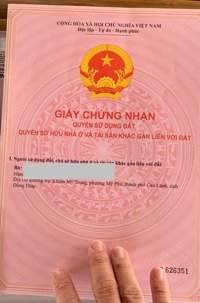 CỘNG HÒA XÃ HỘI CHỦ NGHĨA VIỆT NAM
Độc lập - Tự do - Hạnh phúc
GIẤY CHỨNG NHẬN
QUYỀN SỬ DỤNG ĐẤT
QUYỀN SỞ HỮU NHÀ Ở VÀ TÀI SẢN KHÁC GẮN LIỀN VỚI ĐẤT
I. Người sử dụng đất, chủ sở hữu nhà ở và tài sản khác gắn liền với đất
Bà:
Năm
Địa chỉ thường trú: Khóm Mỹ Trung, phường Mỹ Phú, thành phố Cao Lãnh, tỉnh
Đồng Tháp.
626351